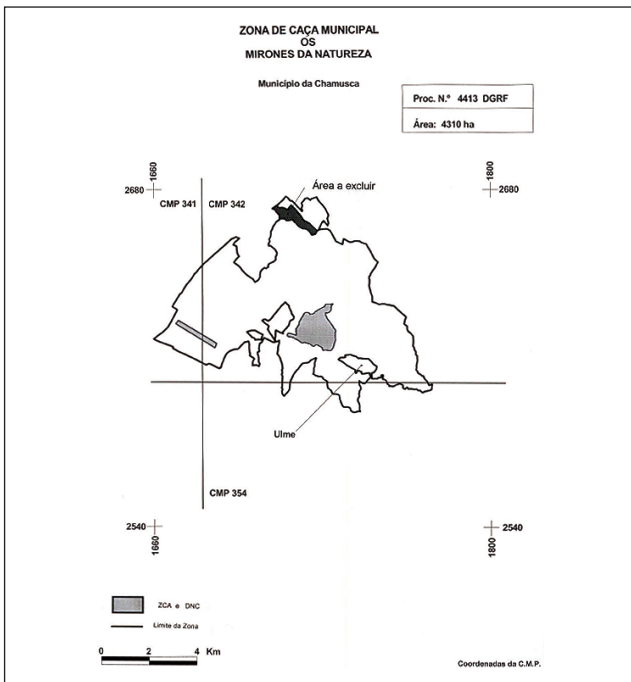 ZONA DE CAÇA MUNICIPAL
OS
MIRONES DA NATUREZA
Município da Chamusca
Proc. N.º 4413 DGRF
Área: 4310 ha
1660
1800
2680
2680
Área a excluir
CMP 341
CMP 342
Ulme
CMP 354
2540
2540
1660
1800
ZCA e DNC
Limite da Zona
0 2 4 Km
Coordenadas da C.M.P.